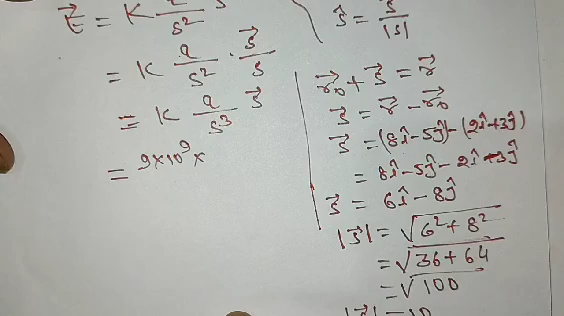 E⃗ = K q/s² ŝ
= K q/s² · s⃗/s
= K q/s³ s⃗
= 9×10⁹ ×
ŝ = s⃗/|s⃗|
r⃗₀ + s⃗ = r⃗
s⃗ = r⃗ - r⃗₀
s⃗ = (8î-5ĵ)-(2î+3ĵ)
= 8î-5ĵ-2î-3ĵ
s⃗ = 6î-8ĵ
|s⃗| = √6²+8²
= √36+64
= √100
|s⃗| = 10